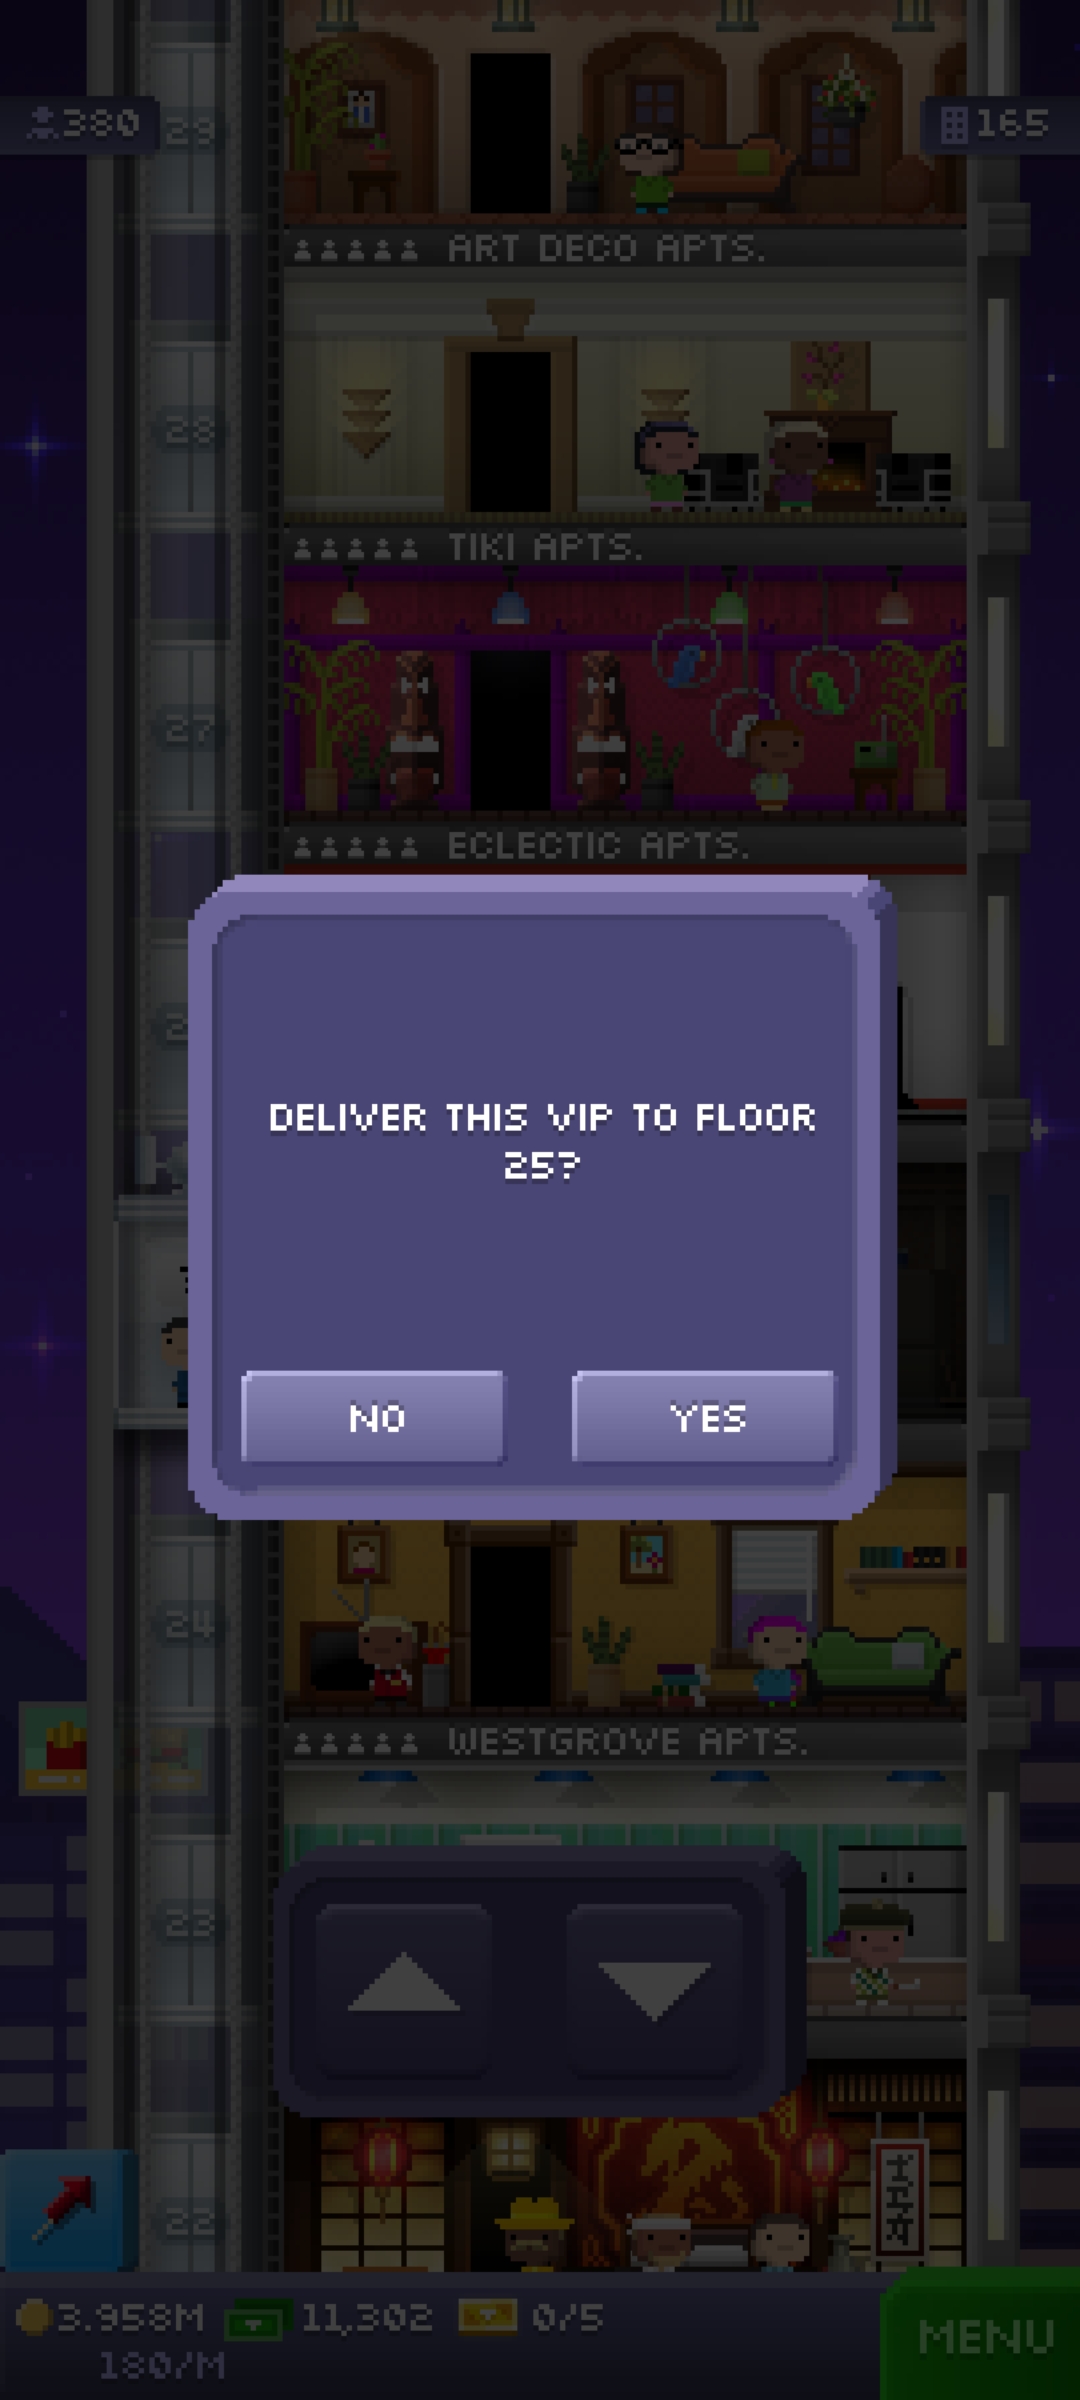 380
29
165
ART DECO APTS.
28
TIKI APTS.
27
ECLECTIC APTS.
DELIVER THIS VIP TO FLOOR
25?
NO
YES
24
WESTGROVE APTS.
23
22
3.958M
11,302
0/5
MENU
180/M